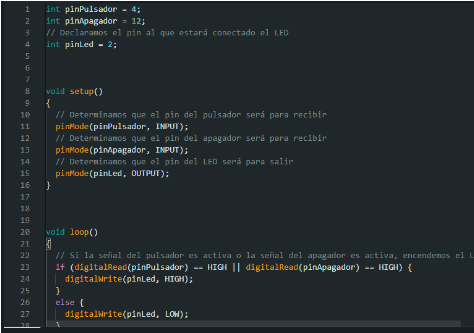 1 int pinPulsador = 4;
2 int pinApagador = 12;
3 // Declaramos el pin al que estará conectado el LED
4 int pinLed = 2;
5
6
7
8 void setup()
9 {
10 // Determinamos que el pin del pulsador será para recibir
11 pinMode(pinPulsador, INPUT);
12 // Determinamos que el pin del apagador será para recibir
13 pinMode(pinApagador, INPUT);
14 // Determinamos que el pin del LED será para salir
15 pinMode(pinLed, OUTPUT);
16 }
17
18
19
20 void loop()
21 {
22 // Si la señal del pulsador es activa o la señal del apagador es activa, encendemos el L
23 if (digitalRead(pinPulsador) == HIGH || digitalRead(pinApagador) == HIGH) {
24 digitalWrite(pinLed, HIGH);
25 }
26 else {
27 digitalWrite(pinLed, LOW);
28 }